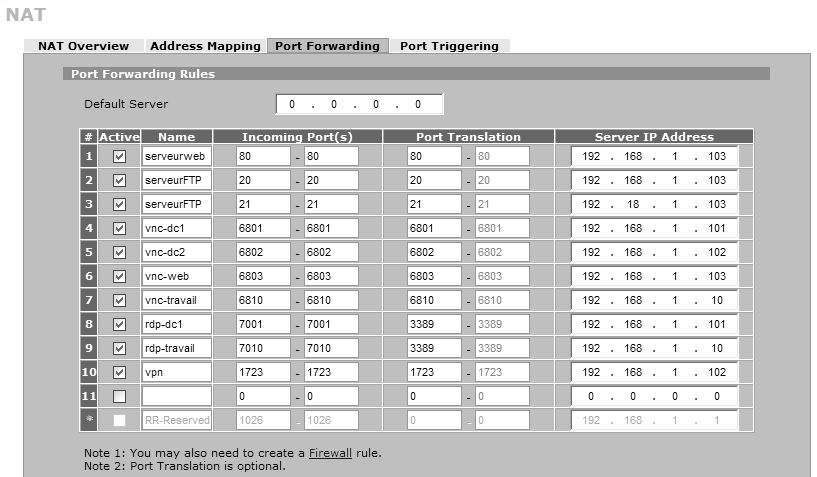 NAT
NAT Overview Address Mapping Port Forwarding Port Triggering
Port Forwarding Rules
Default Server 0 . 0 . 0 . 0
# Active Name Incoming Port(s) Port Translation Server IP Address
1 serveurweb 80 - 80 80 - 80 192 . 168 . 1 . 103
2 serveurFTP 20 - 20 20 - 20 192 . 168 . 1 . 103
3 serveurFTP 21 - 21 21 - 21 192 . 18 . 1 . 103
4 vnc-dc1 6801 - 6801 6801 - 6801 192 . 168 . 1 . 101
5 vnc-dc2 6802 - 6802 6802 - 6802 192 . 168 . 1 . 102
6 vnc-web 6803 - 6803 6803 - 6803 192 . 168 . 1 . 103
7 vnc-travail 6810 - 6810 6810 - 6810 192 . 168 . 1 . 10
8 rdp-dc1 7001 - 7001 3389 - 3389 192 . 168 . 1 . 101
9 rdp-travail 7010 - 7010 3389 - 3389 192 . 168 . 1 . 10
10 vpn 1723 - 1723 1723 - 1723 192 . 168 . 1 . 102
11 0 - 0 0 - 0 0 . 0 . 0 . 0
* RR-Reserved 1026 - 1026 0 - 0 192 . 168 . 1 . 1
Note 1: You may also need to create a Firewall rule.
Note 2: Port Translation is optional.